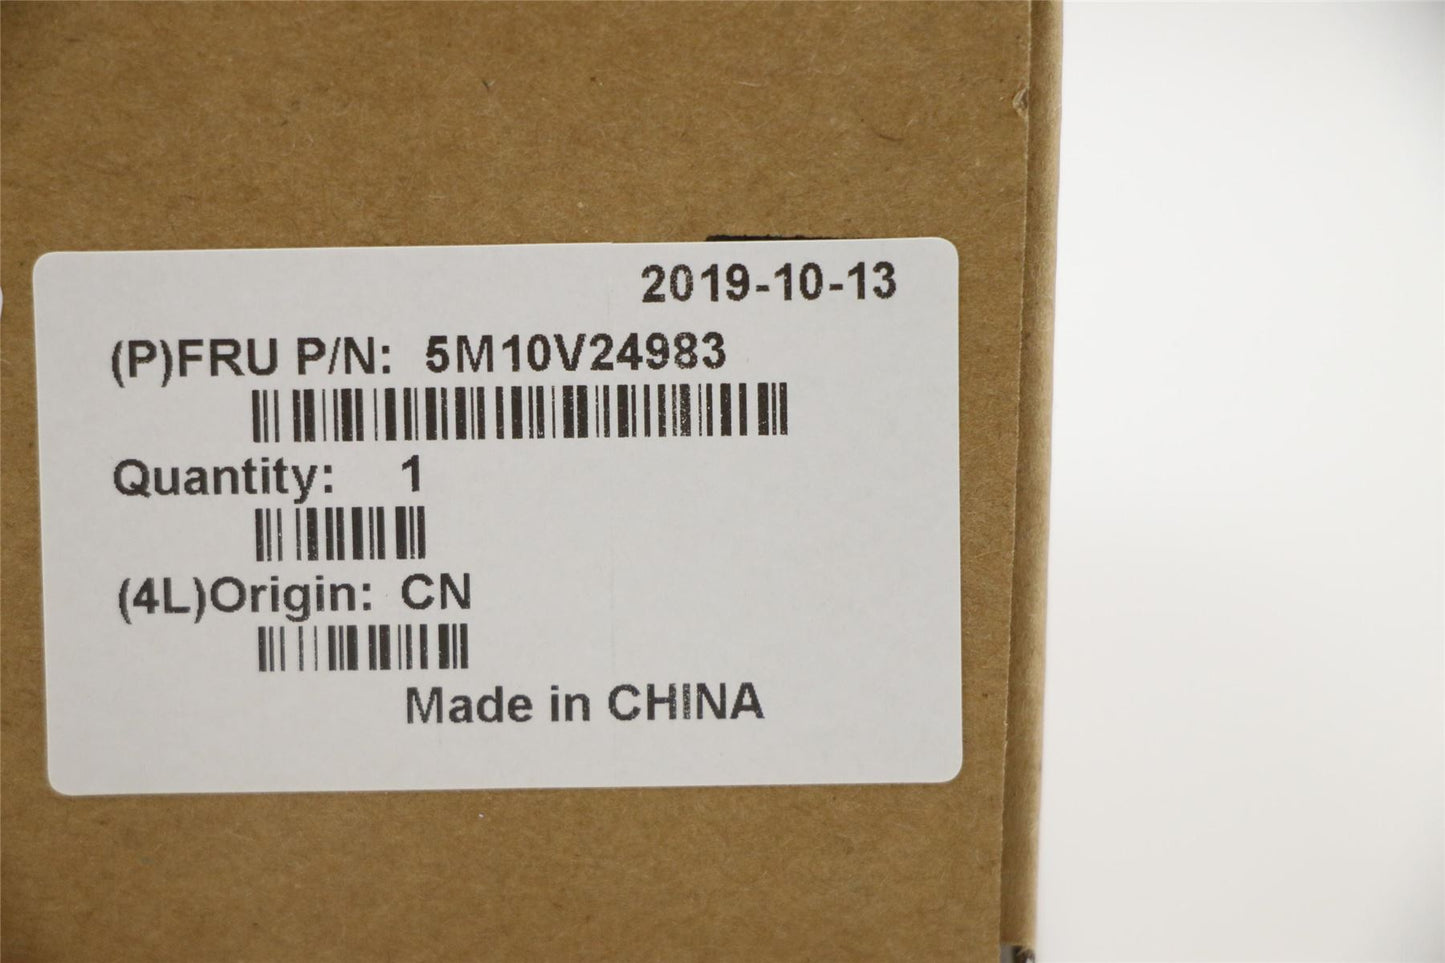 2019-10-13
(P)FRU P/N: 5M10V24983
Quantity: 1
(4L)Origin: CN
Made in CHINA